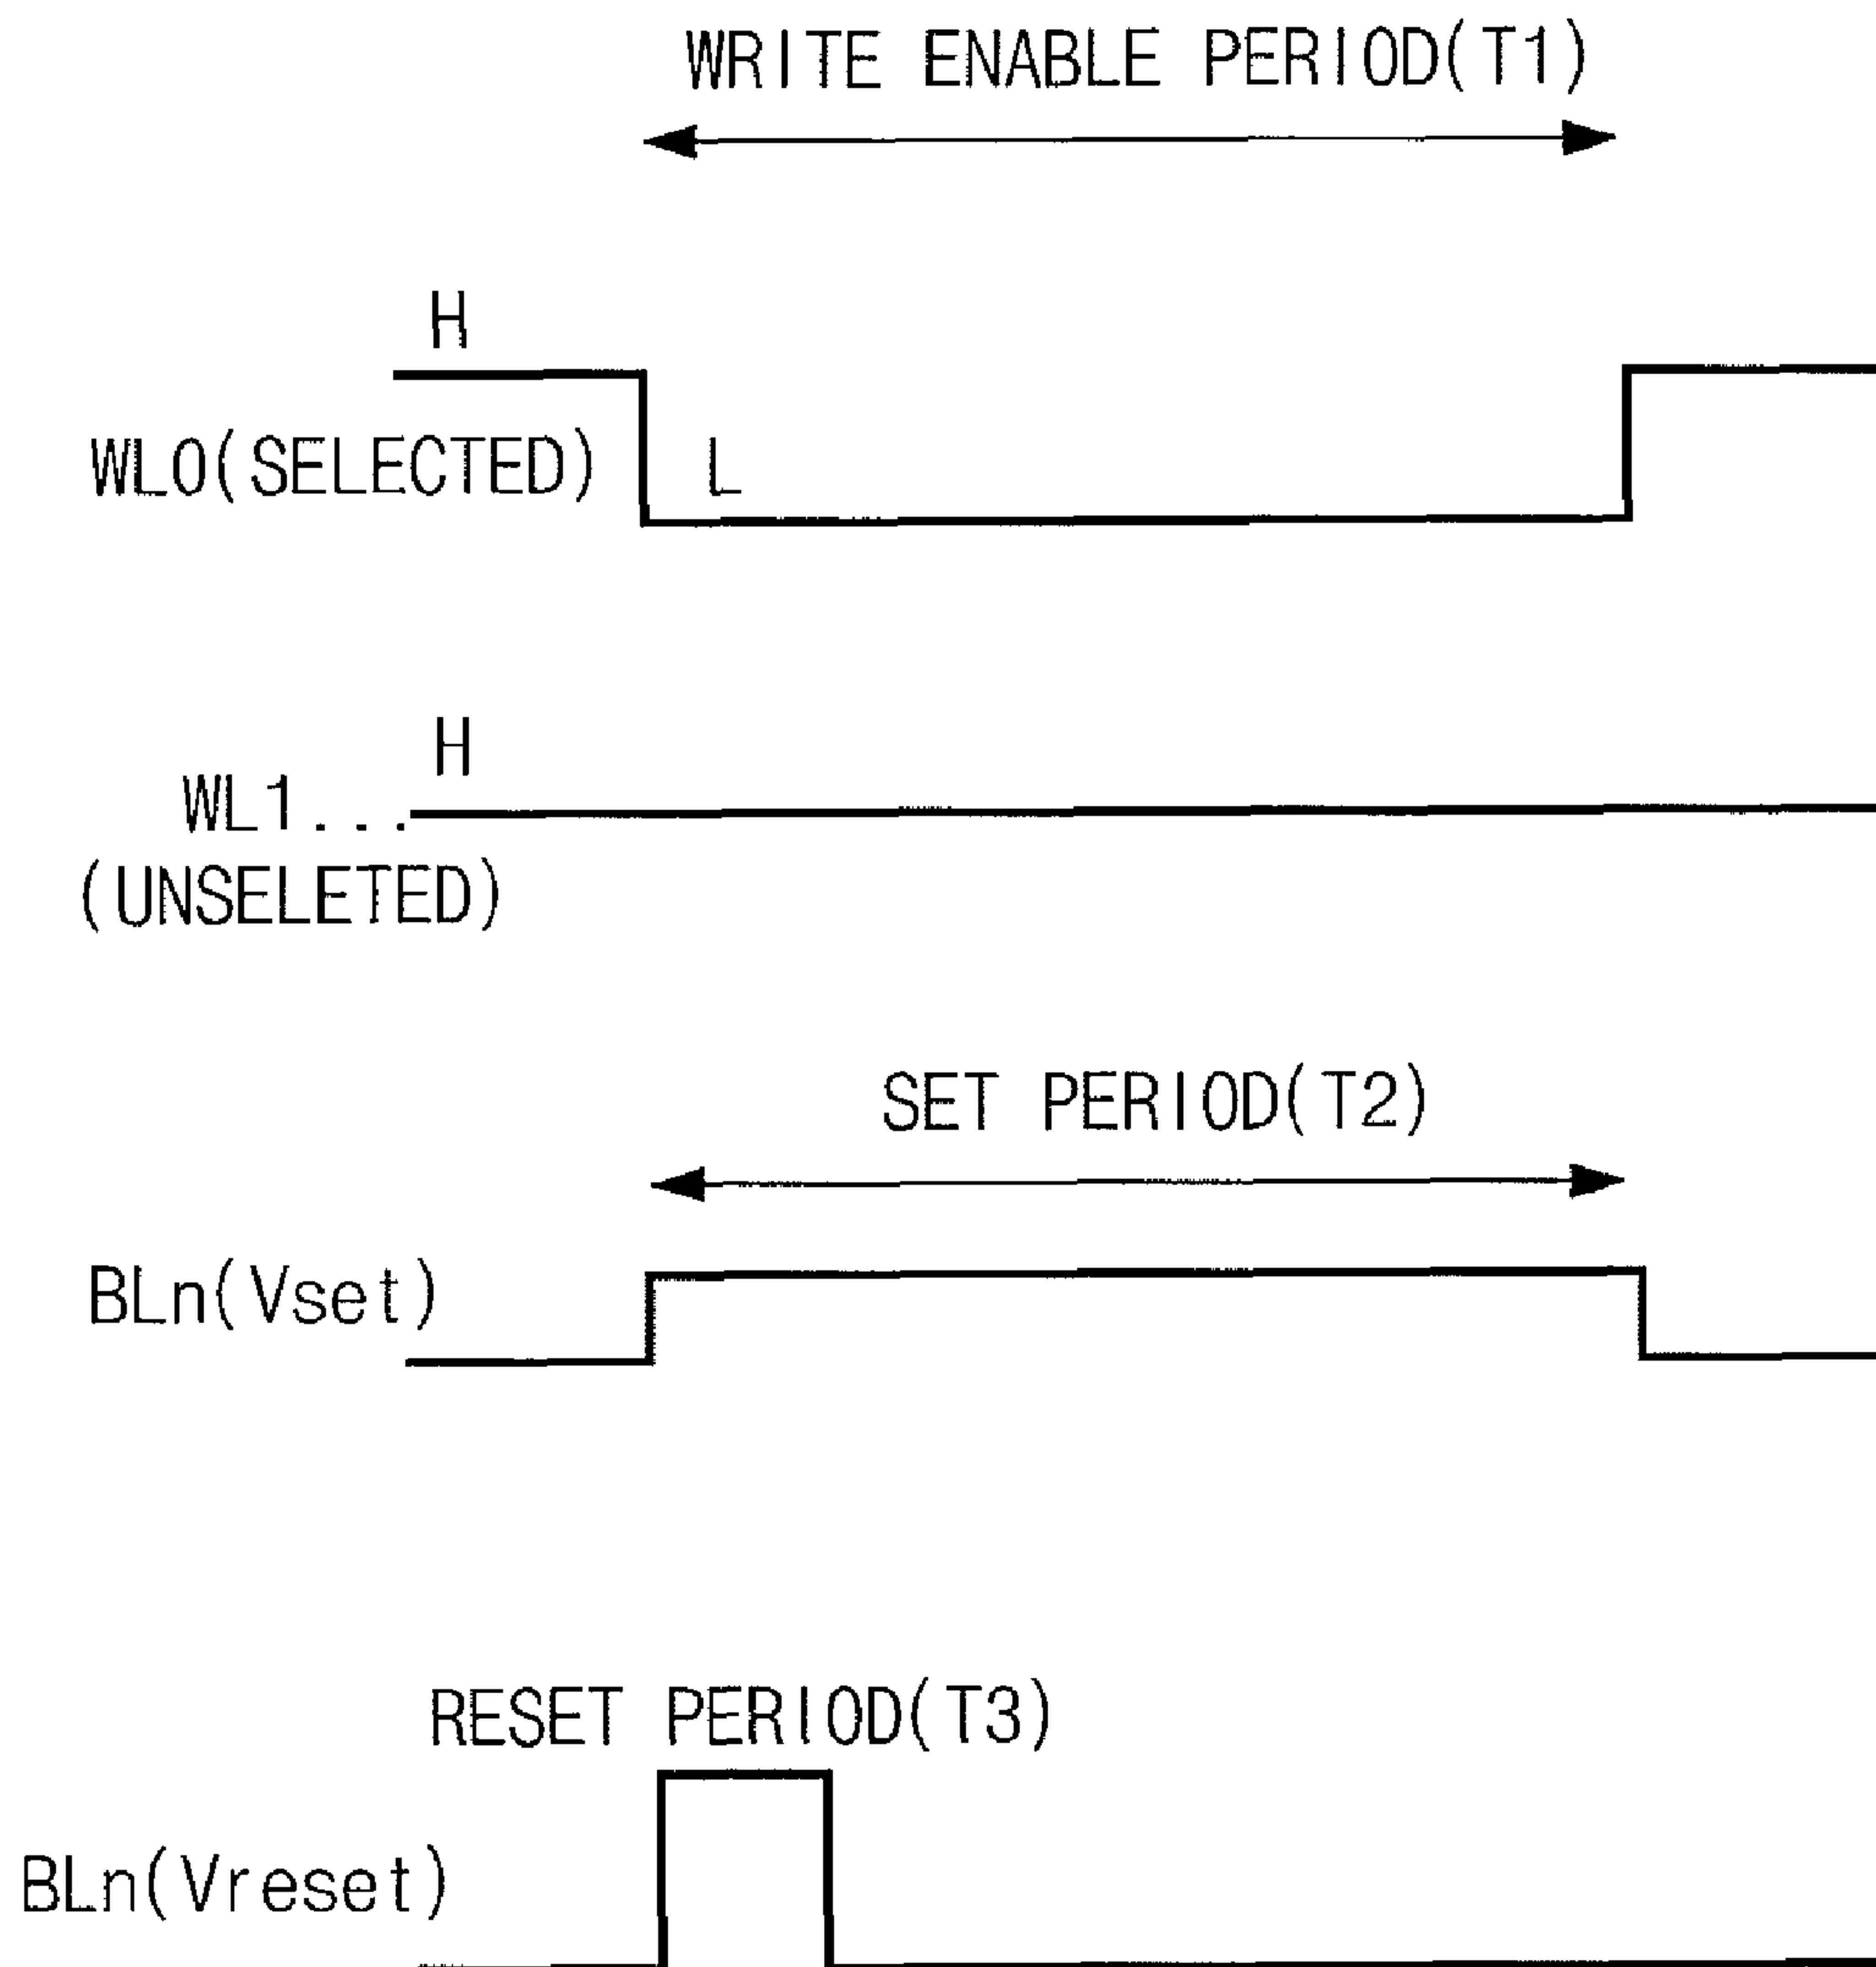 WRITE ENABLE PERIOD(T1)
H
WL0(SELECTED)
L
H
WL1...
(UNSELETED)
SET PERIOD(T2)
BLn(Vset)
RESET PERIOD(T3)
BLn(Vreset)